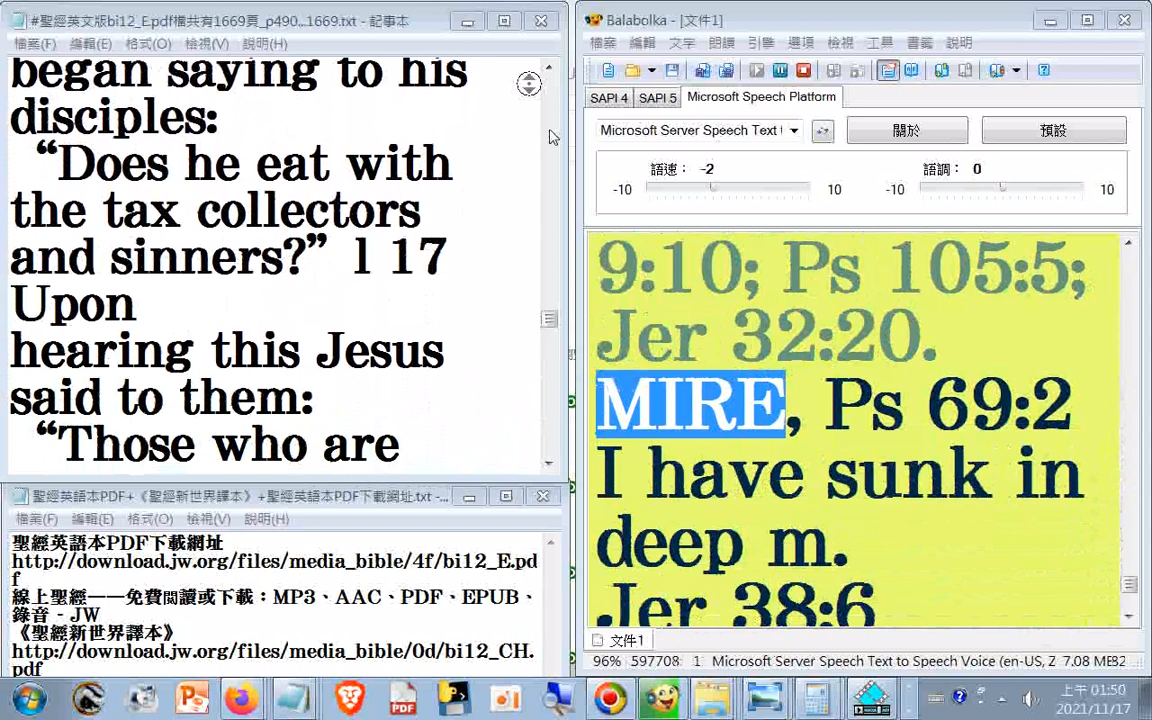 #聖經英文版bi12_E.pdf檔共有1669頁_p490...1669.txt - 記事本
檔案(F) 編輯(E) 格式(O) 檢視(V) 說明(H)
began saying to his
disciples:
“Does he eat with
the tax collectors
and sinners?” l 17
Upon
hearing this Jesus
said to them:
“Those who are
聖經英語本PDF+《聖經新世界譯本》+聖經英語本PDF下載網址.txt -...
檔案(F) 編輯(E) 格式(O) 檢視(V) 說明(H)
聖經英語本PDF下載網址
http://download.jw.org/files/media_bible/4f/bi12_E.pd
f
線上聖經——免費閱讀或下載：MP3、AAC、PDF、EPUB、
錄音 - JW
《聖經新世界譯本》
http://download.jw.org/files/media_bible/0d/bi12_CH.
pdf
Balabolka - [文件1]
檔案 編輯 文字 朗讀 引擎 選項 檢視 工具 書籤 說明
SAPI 4 SAPI 5 Microsoft Speech Platform
Microsoft Server Speech Text 關於 預設
語速： -2 語調： 0
-10 10 -10 10
9:10; Ps 105:5;
Jer 32:20.
MIRE, Ps 69:2
I have sunk in
deep m.
Jer 38:6
文件1
96% 597708 1 Microsoft Server Speech Text to Speech Voice (en-US, Z 7.08 MB
上午 01:50
2021/11/17